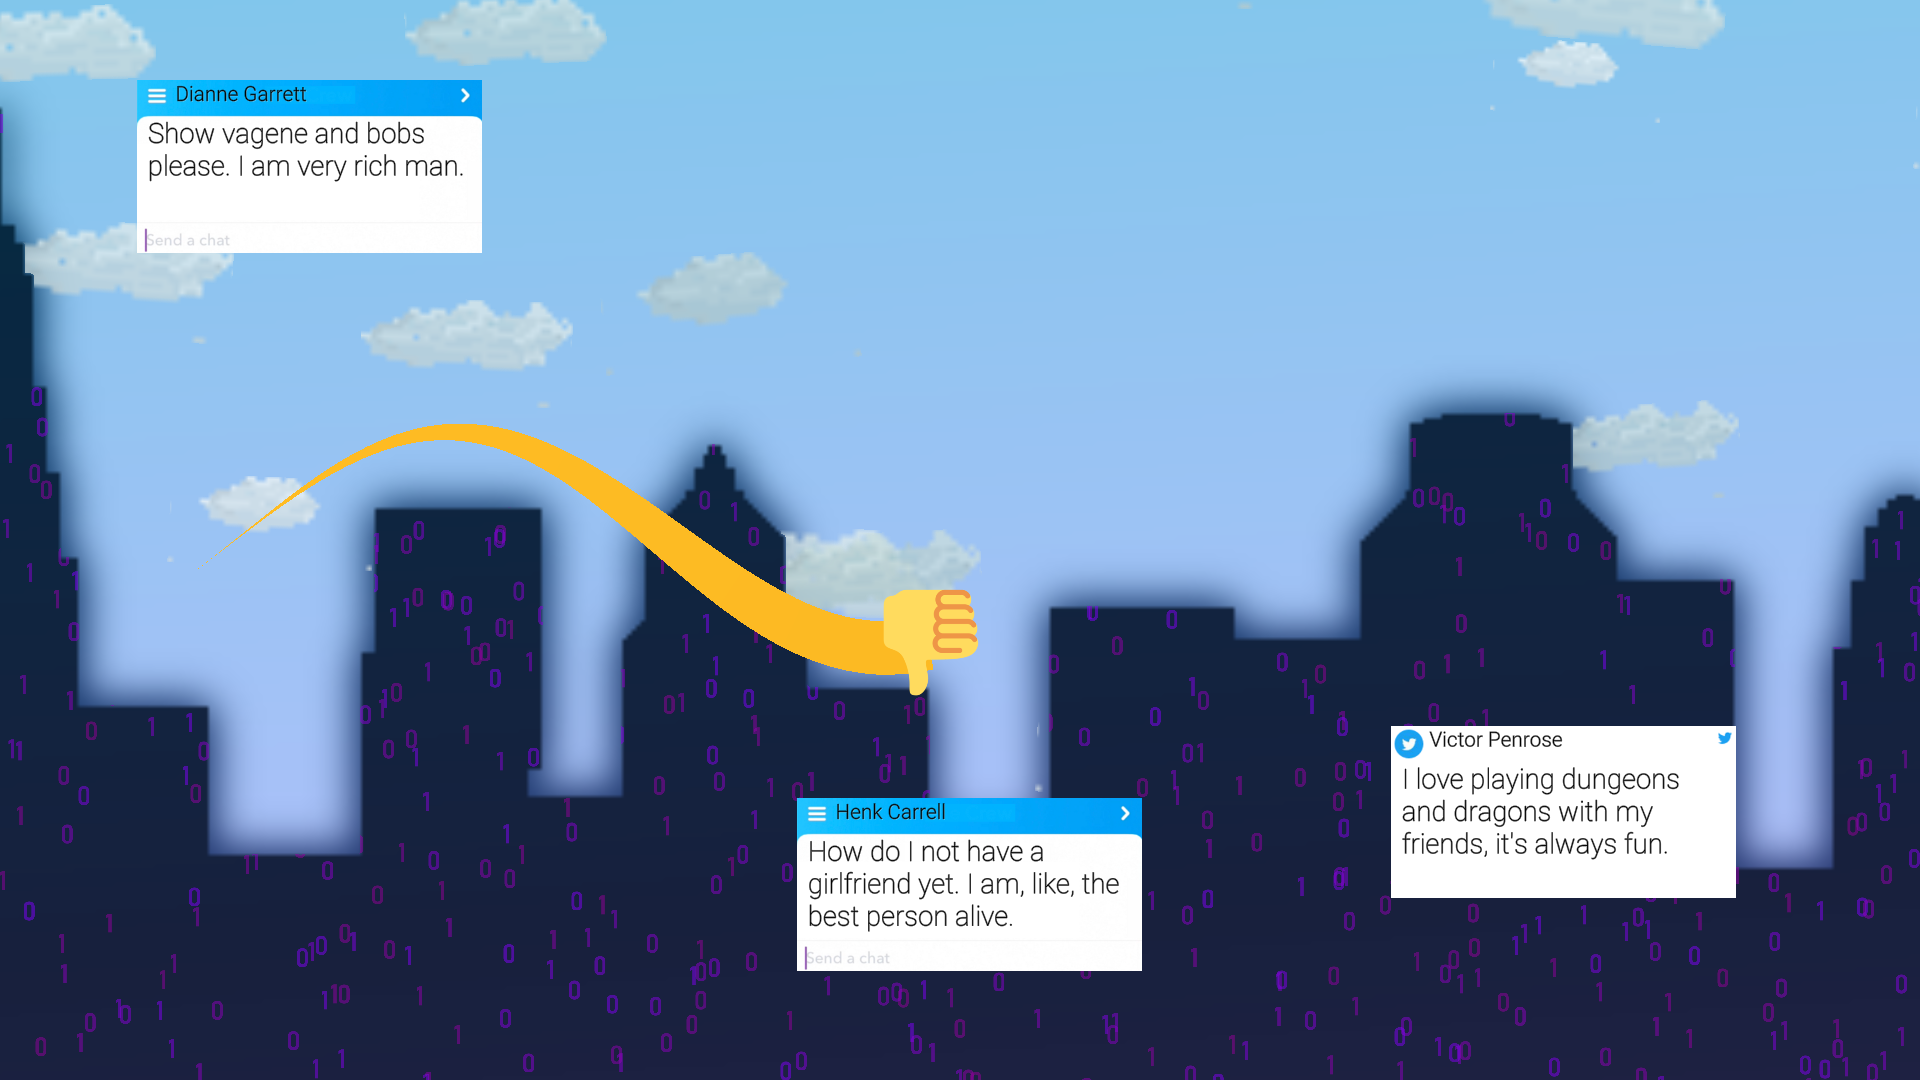 Dianne Garrett
Show vagene and bobs
please. I am very rich man.
Send a chat
Henk Carrell
How do I not have a
girlfriend yet. I am, like, the
best person alive.
Send a chat
Victor Penrose
I love playing dungeons
and dragons with my
friends, it's always fun.